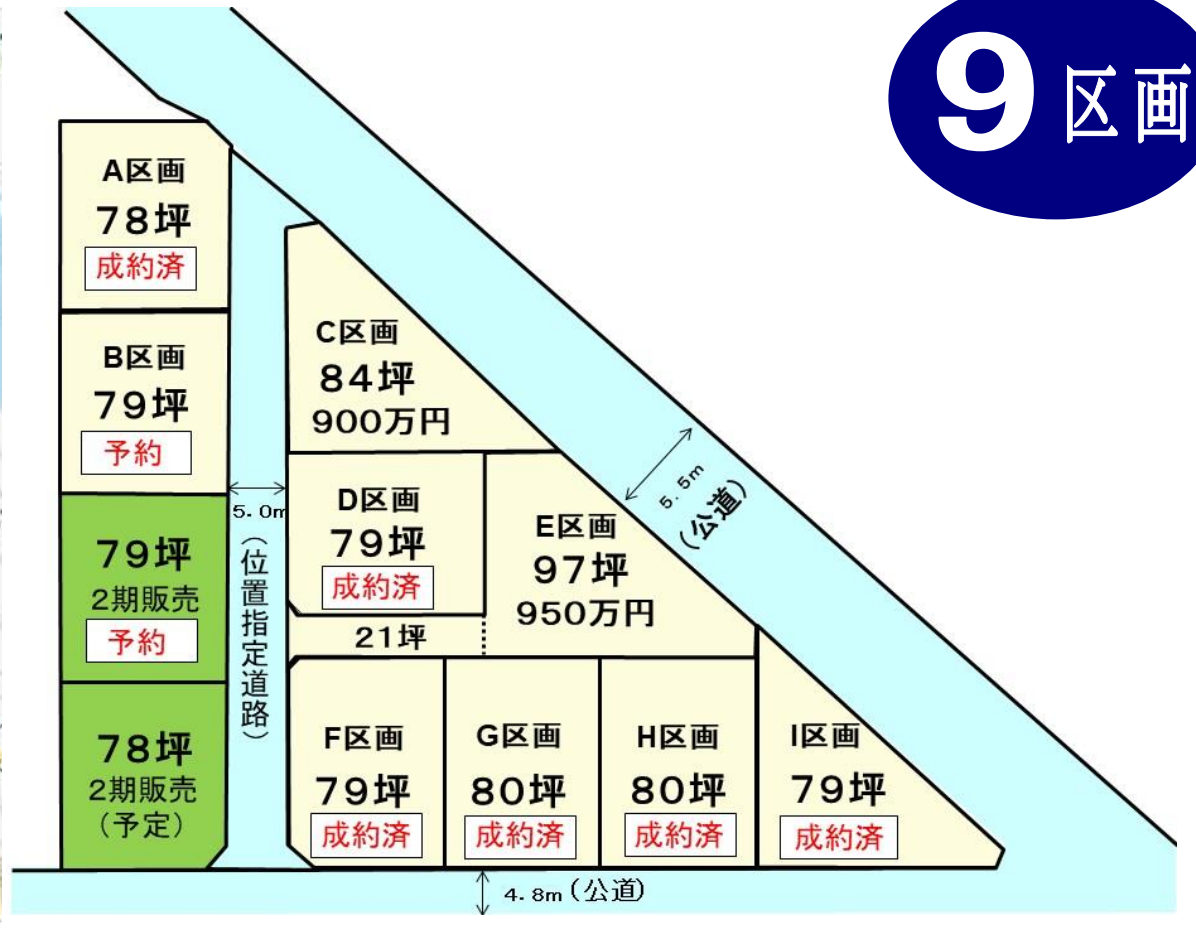 9区画
A区画
78坪
成約済
B区画
79坪
予約
79坪
2期販売
予約
78坪
2期販売
(予定)
5.0m
(位置指定道路)
C区画
84坪
900万円
D区画
79坪
成約済
E区画
97坪
950万円
21坪
F区画
79坪
成約済
G区画
80坪
成約済
H区画
80坪
成約済
I区画
79坪
成約済
5.5m
(公道)
4.8m(公道)